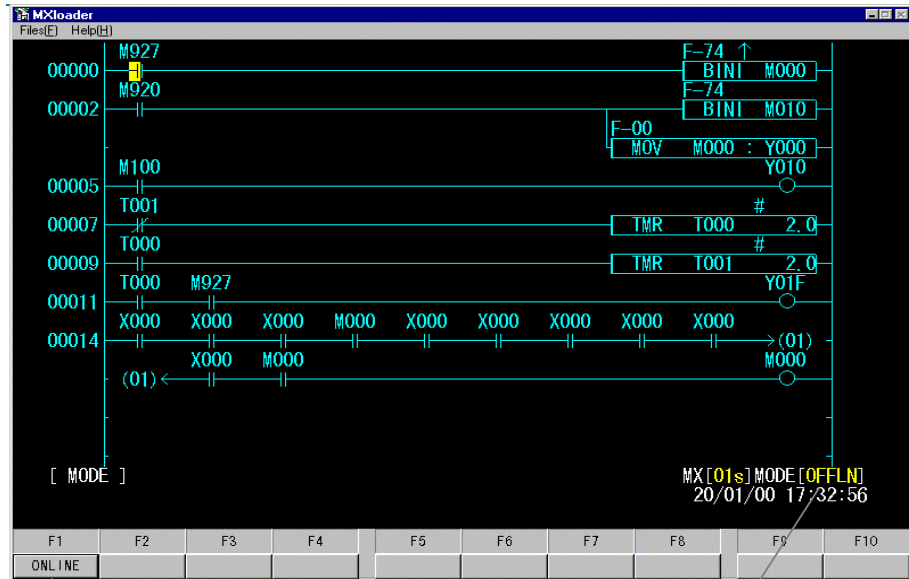 MXloader
Files(F) Help(H)
M927 F-74 ↑
00000 BINI M000
M920 F-74
00002 BINI M010
F-00
MOV M000 : Y000
M100 Y010
00005
T001 #
00007 TMR T000 2.0
T000 #
00009 TMR T001 2.0
T000 M927 Y01F
00011
X000 X000 X000 M000 X000 X000 X000 X000 X000
00014 →(01)
X000 M000 M000
(01)←
[ MODE ] MX[01s]MODE[OFFLN]
20/01/00 17:32:56
F1 F2 F3 F4 F5 F6 F7 F8 F9 F10
ONLINE